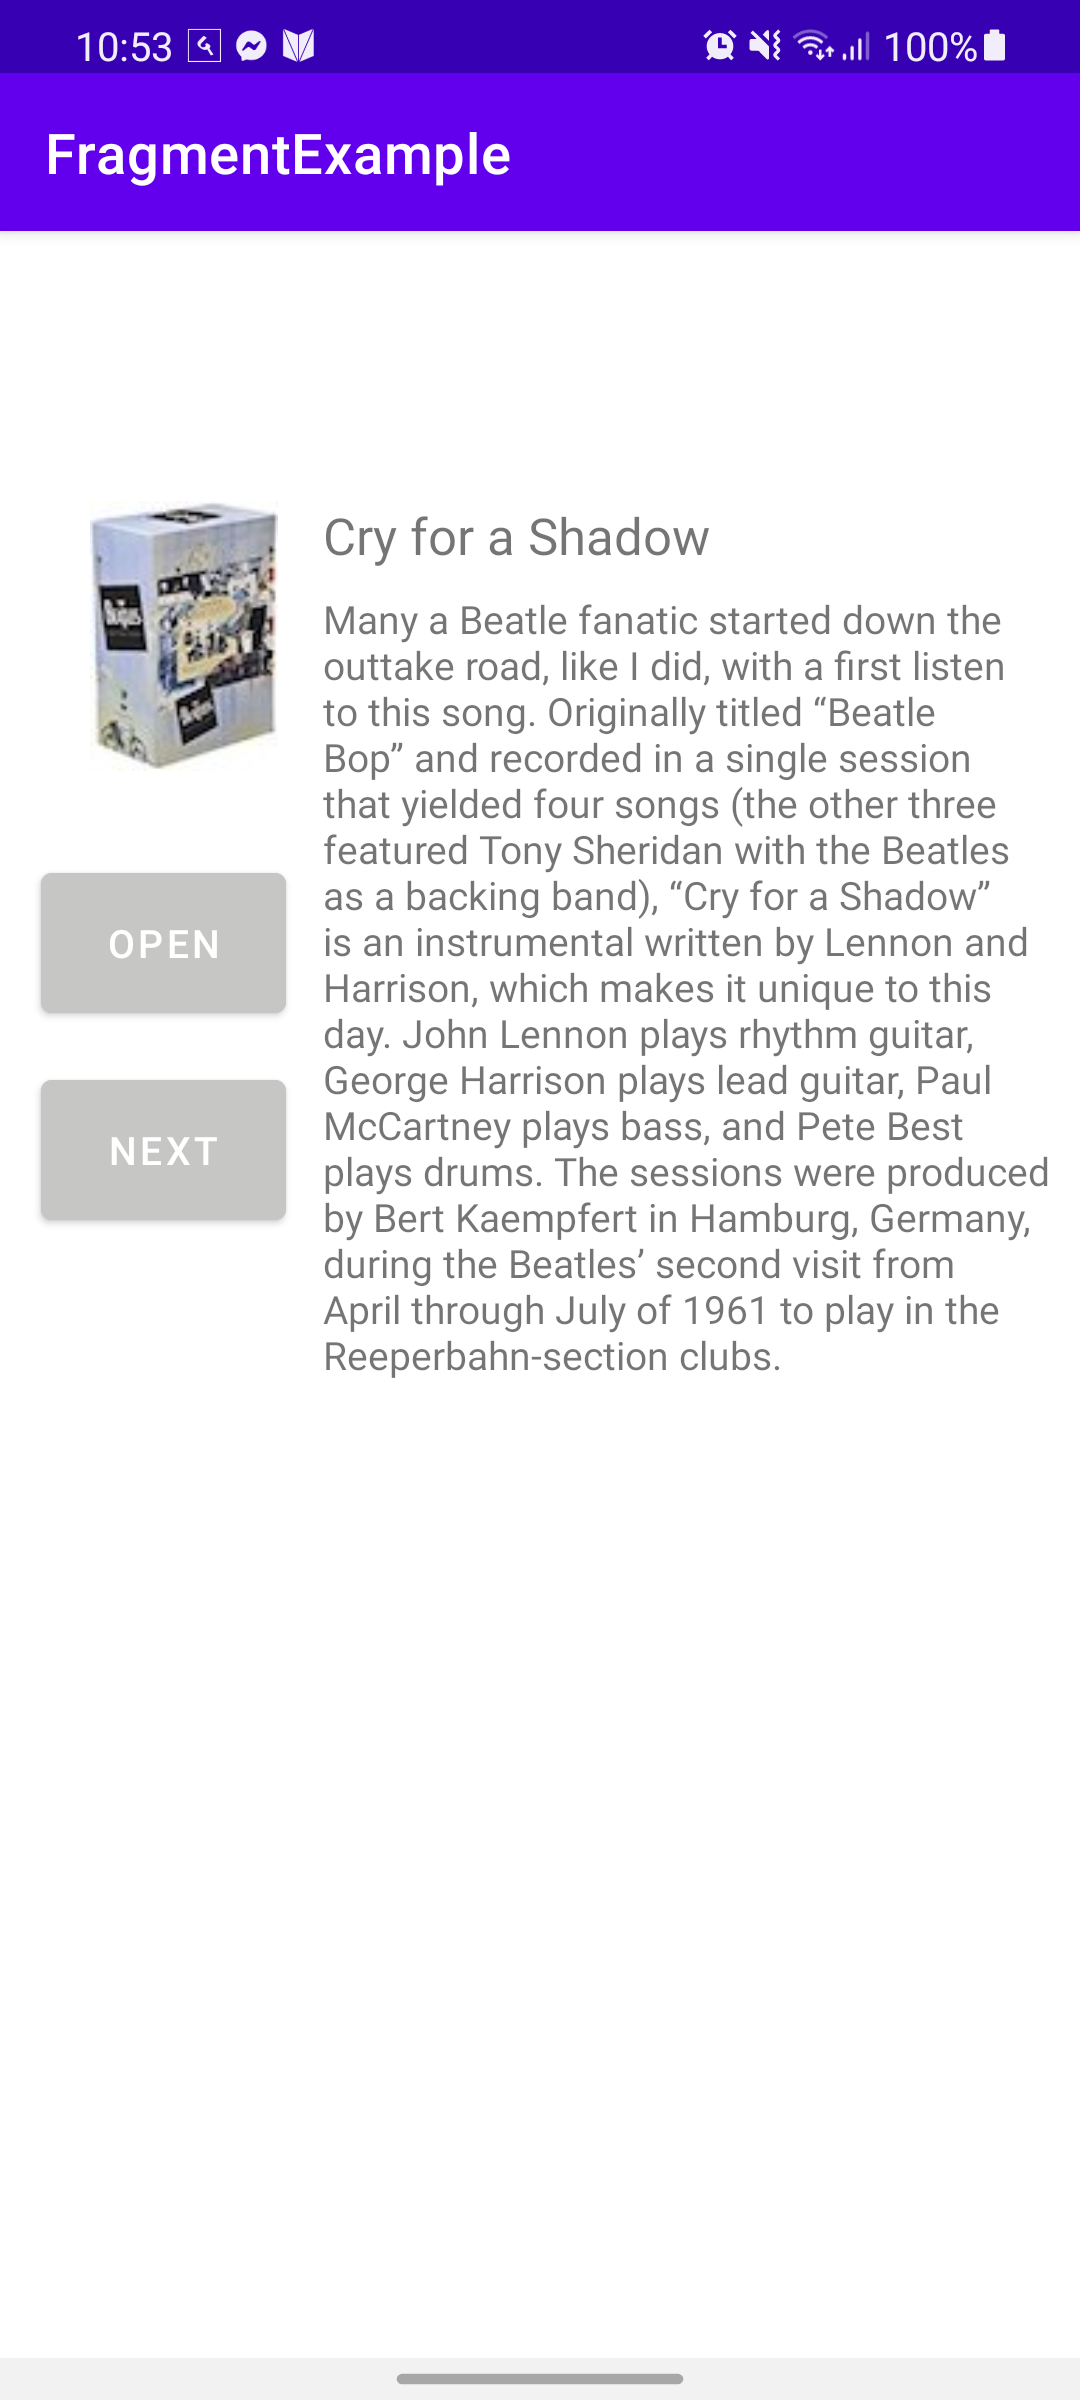 10:53
100%
FragmentExample
Cry for a Shadow
Many a Beatle fanatic started down the
outtake road, like I did, with a first listen
to this song. Originally titled “Beatle
Bop” and recorded in a single session
that yielded four songs (the other three
featured Tony Sheridan with the Beatles
as a backing band), “Cry for a Shadow”
is an instrumental written by Lennon and
Harrison, which makes it unique to this
day. John Lennon plays rhythm guitar,
George Harrison plays lead guitar, Paul
McCartney plays bass, and Pete Best
plays drums. The sessions were produced
by Bert Kaempfert in Hamburg, Germany,
during the Beatles’ second visit from
April through July of 1961 to play in the
Reeperbahn-section clubs.
OPEN
NEXT